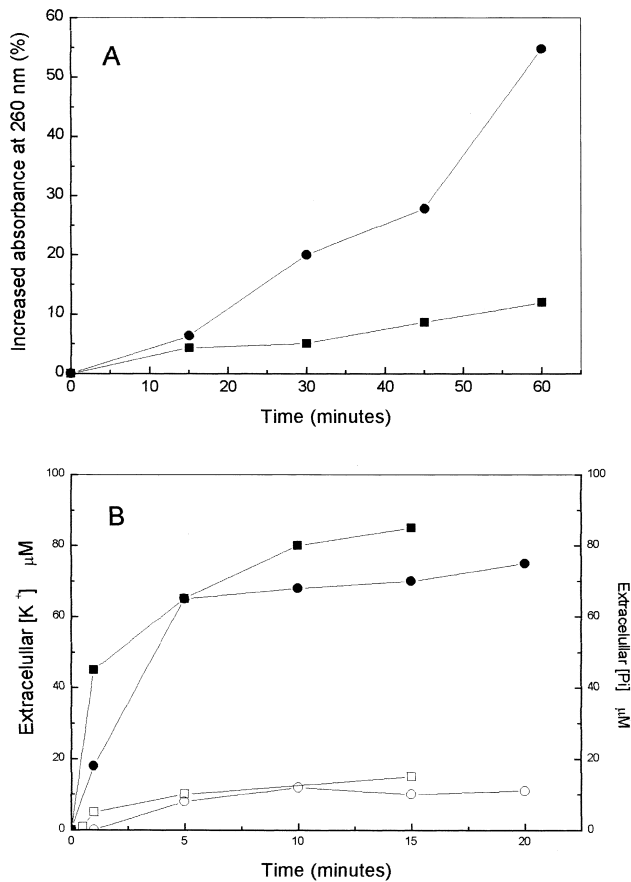 A
Increased absorbance at 260 nm (%)
60
50
40
30
20
10
0
0 10 20 30 40 50 60
Time (minutes)
B
Extracelullar [K+] μM
100
80
60
40
20
0
100
80
60
40
20
0
Extracelullar [Pi] μM
0 5 10 15 20
Time (minutes)